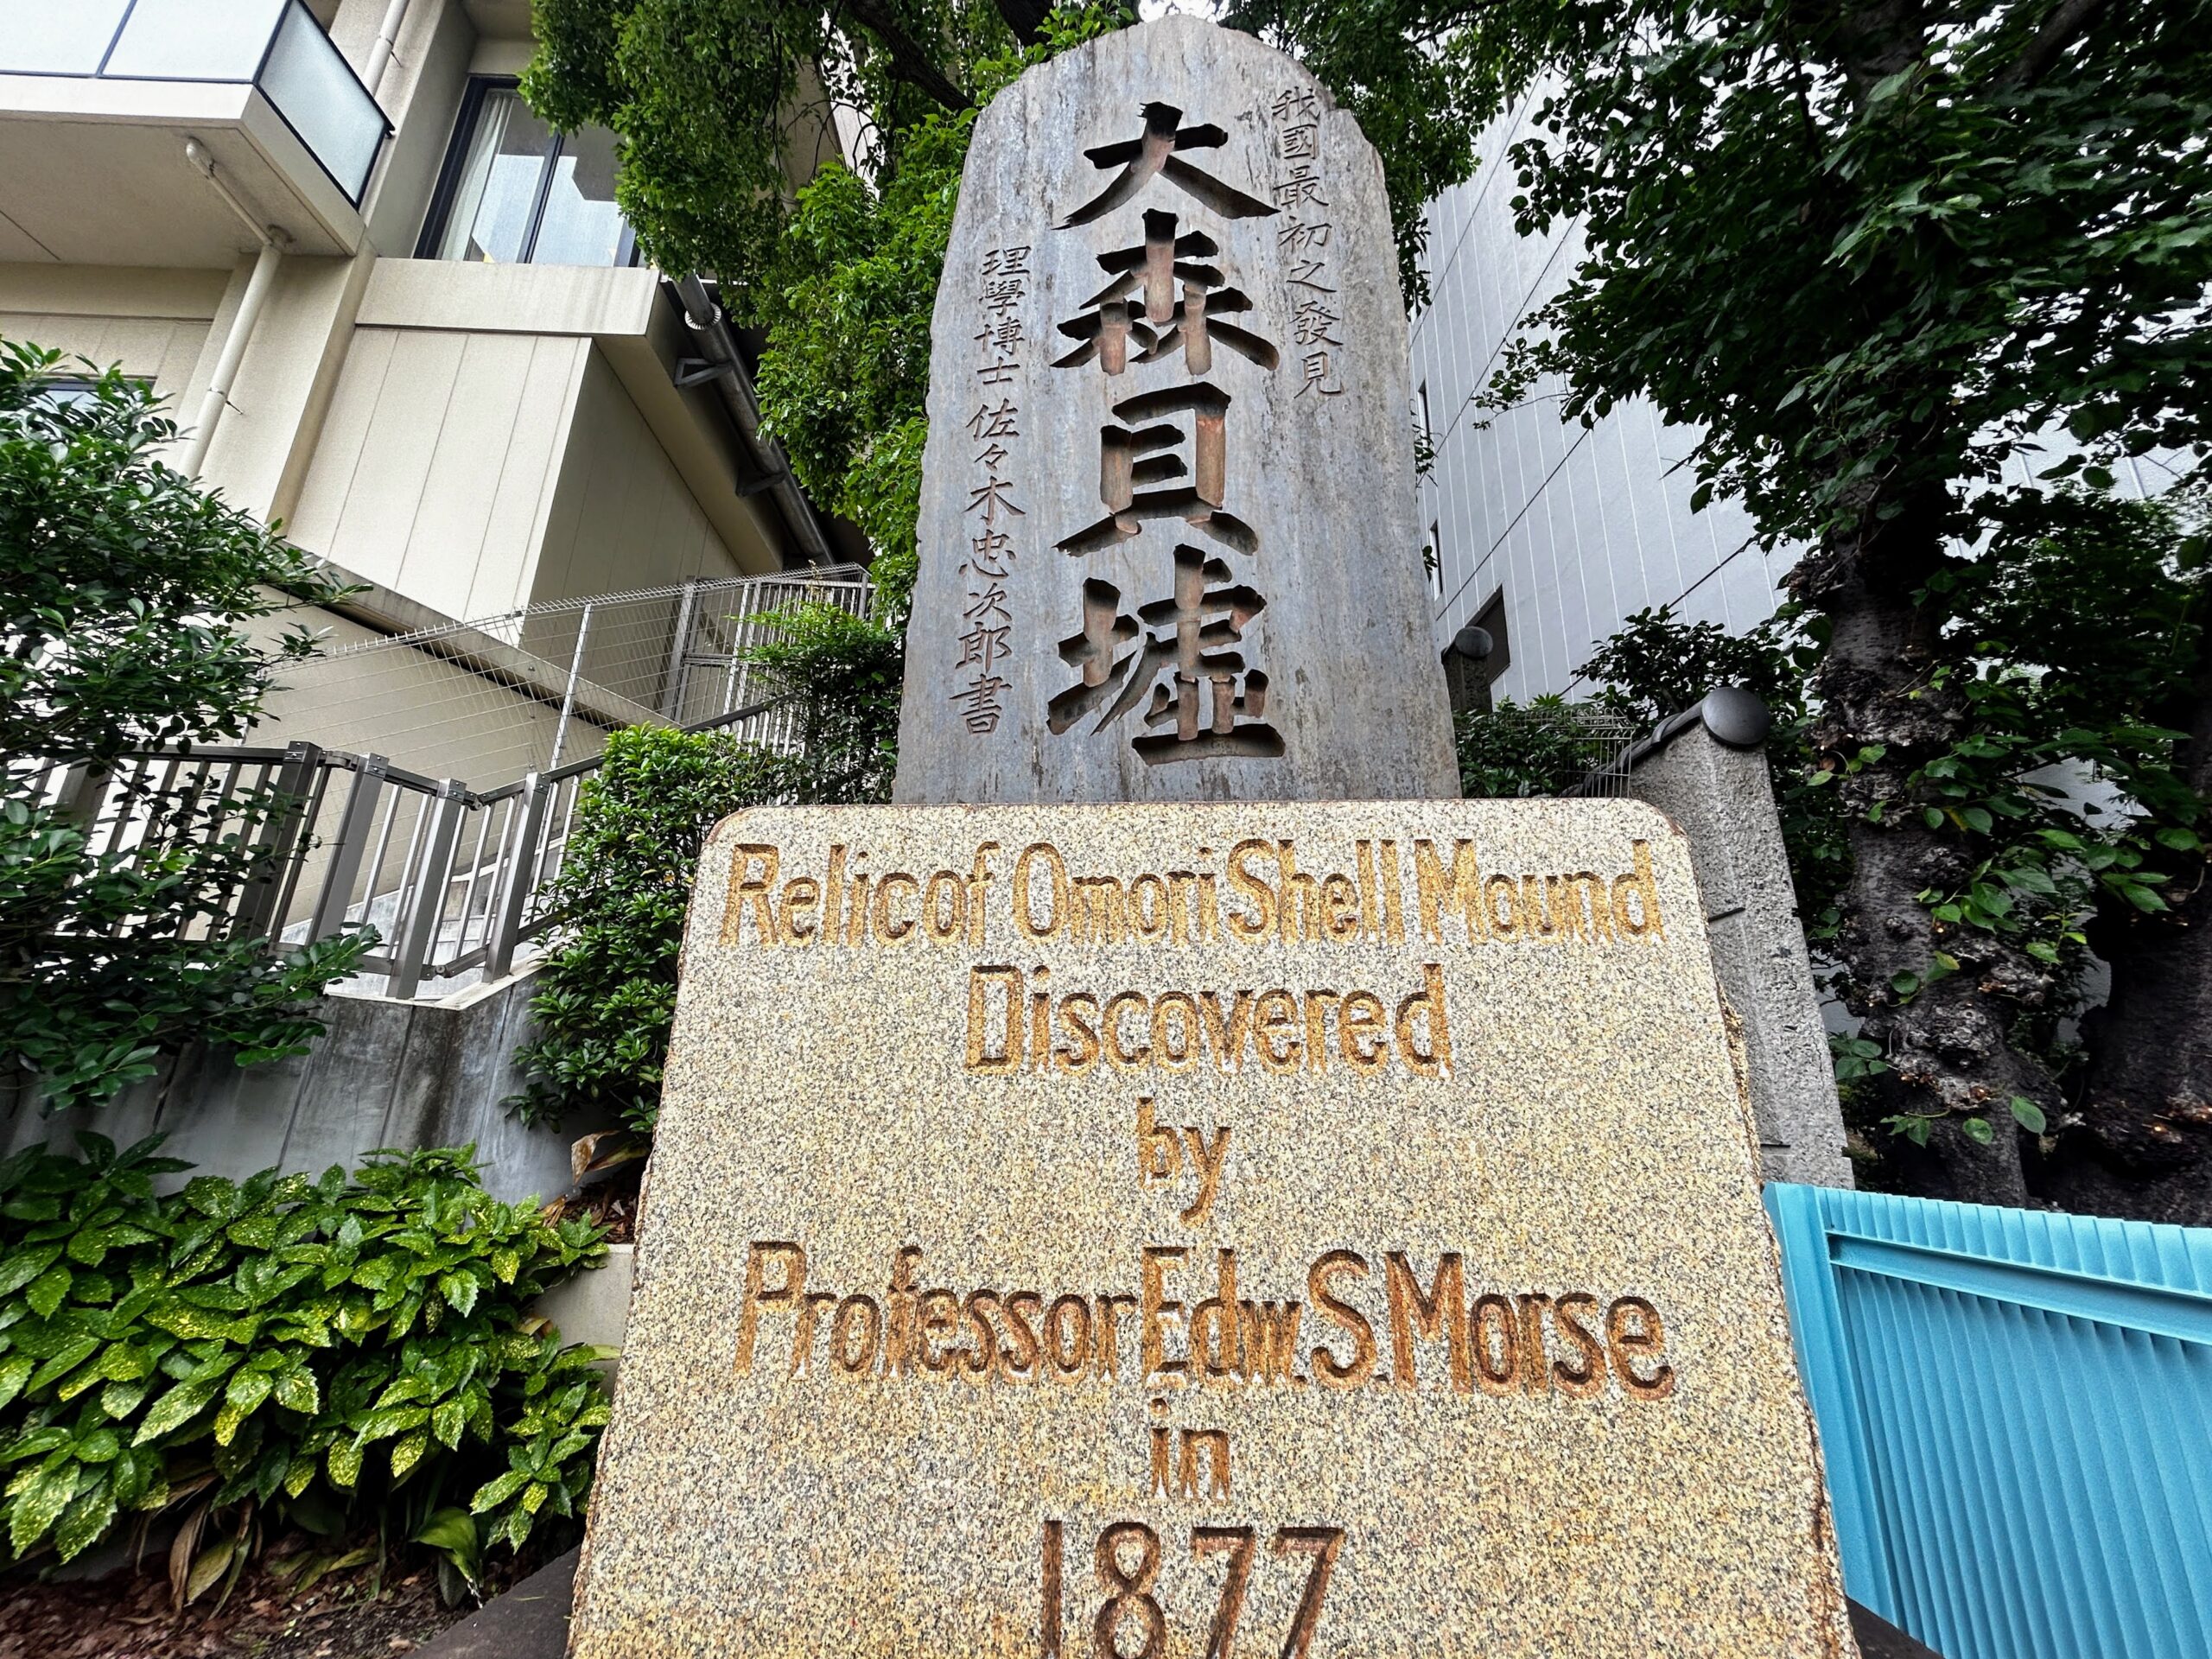 我國最初之發見
大森貝墟
理學博士 佐々木忠次郎書
Relic of Omori Shell Mound
Discovered
by
Professor Edw. S. Morse
in
1877